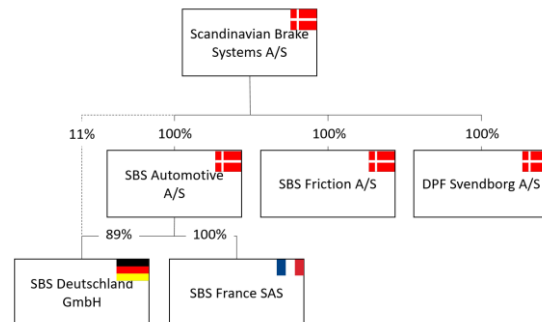 Scandinavian Brake
Systems A/S
11%
100%
100%
100%
SBS Automotive
A/S
SBS Friction A/S
DPF Svendborg A/S
89%
100%
SBS Deutschland
GmbH
SBS France SAS